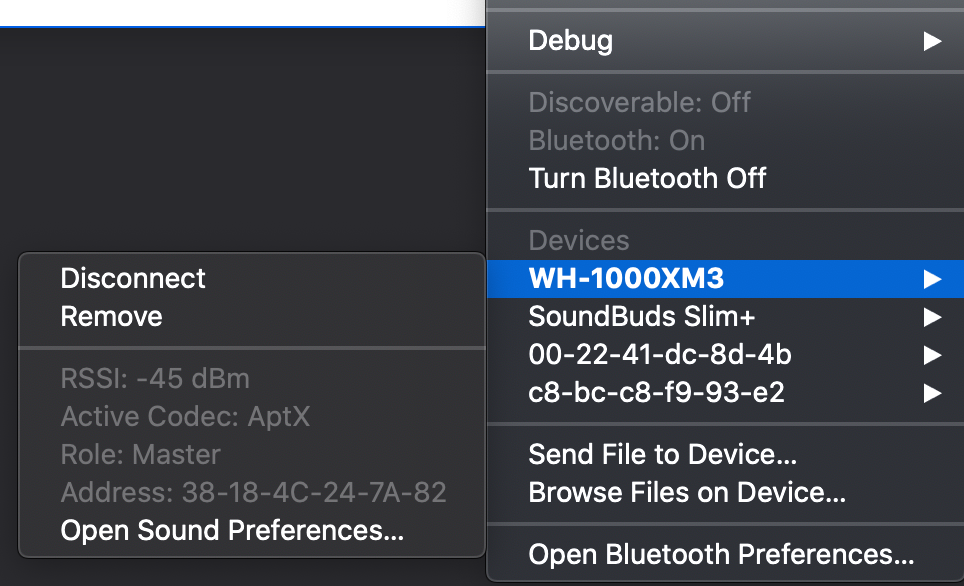 Debug
Discoverable: Off
Bluetooth: On
Turn Bluetooth Off
Devices
WH-1000XM3
SoundBuds Slim+
00-22-41-dc-8d-4b
c8-bc-c8-f9-93-e2
Send File to Device...
Browse Files on Device...
Open Bluetooth Preferences...
Disconnect
Remove
RSSI: -45 dBm
Active Codec: AptX
Role: Master
Address: 38-18-4C-24-7A-82
Open Sound Preferences...